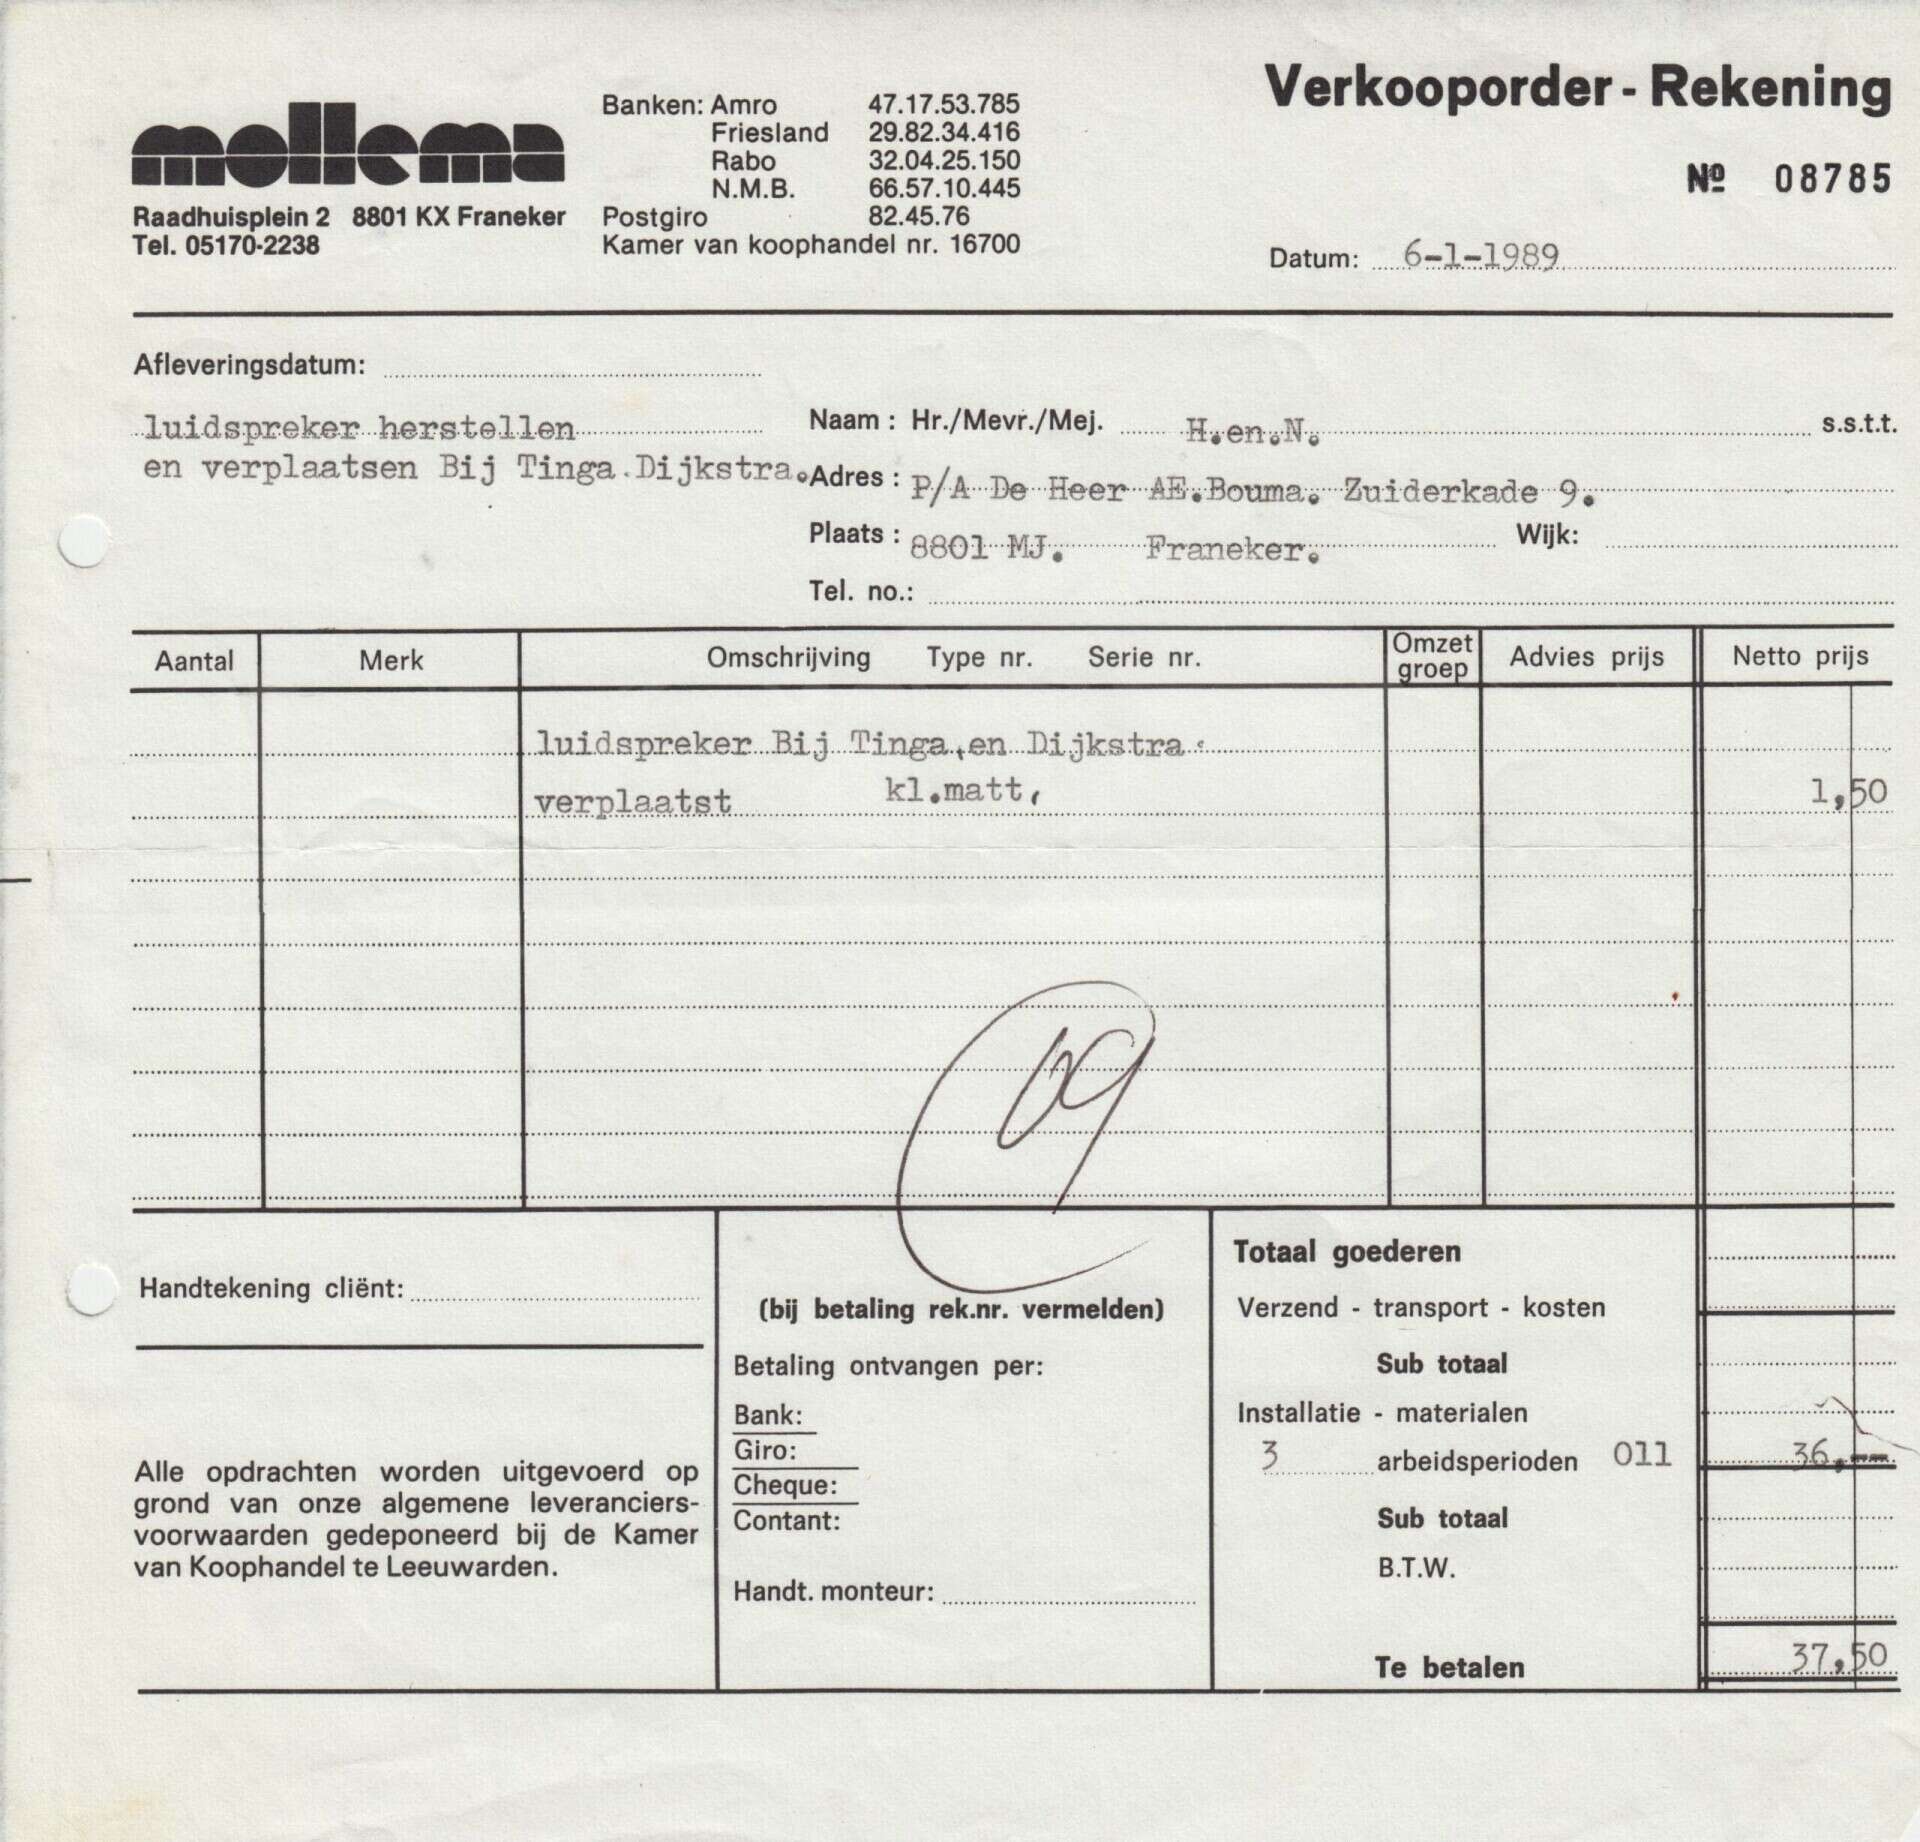 mollema
Raadhuisplein 2 8801 KX Franeker
Tel. 05170-2238
Banken: Amro 47.17.53.785
Friesland 29.82.34.416
Rabo 32.04.25.150
N.M.B. 66.57.10.445
Postgiro 82.45.76
Kamer van koophandel nr. 16700
Verkooporder - Rekening
Nº 08785
Datum: 6-1-1989
Afleveringsdatum:
luidspreker herstellen
en verplaatsen Bij Tinga.Dijkstra.
Naam: Hr./Mevr./Mej. H.en.N. s.s.t.t.
Adres: P/A De Heer AE.Bouma. Zuiderkade 9.
Plaats: 8801 MJ. Franeker. Wijk:
Tel. no.:
Aantal Merk Omschrijving Type nr. Serie nr. Omzet groep Advies prijs Netto prijs
luidspreker Bij Tinga,en Dijkstra.
verplaatst kl.matt, 1,50
09
Handtekening cliënt:
Alle opdrachten worden uitgevoerd op
grond van onze algemene leveranciers-
voorwaarden gedeponeerd bij de Kamer
van Koophandel te Leeuwarden.
(bij betaling rek.nr. vermelden)
Betaling ontvangen per:
Bank:
Giro:
Cheque:
Contant:
Handt. monteur:
Totaal goederen
Verzend - transport - kosten
Sub totaal
Installatie - materialen
3 arbeidsperioden 011 36,--
Sub totaal
B.T.W.
Te betalen 37,50